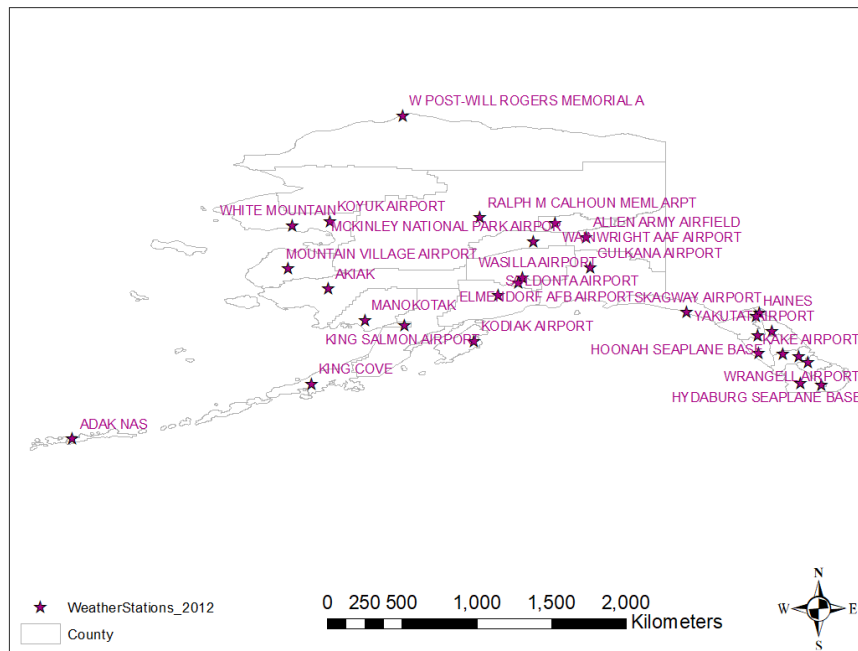 W POST-WILL ROGERS MEMORIAL A
RALPH M CALHOUN MEML ARPT
WHITE MOUNTAIN
KOYUK AIRPORT
MCKINLEY NATIONAL PARK AIRPOR
ALLEN ARMY AIRFIELD
WAINWRIGHT AAF AIRPORT
MOUNTAIN VILLAGE AIRPORT
GULKANA AIRPORT
WASILLA AIRPORT
AKIAK
SOLDONTA AIRPORT
ELMENDORF AFB AIRPORT
SKAGWAY AIRPORT
HAINES
MANOKOTAK
YAKUTAT AIRPORT
KODIAK AIRPORT
KING SALMON AIRPORT
KAKE AIRPORT
HOONAH SEAPLANE BASE
KING COVE
WRANGELL AIRPORT
HYDABURG SEAPLANE BASE
ADAK NAS
N
W E
S
WeatherStations_2012
County
0 250 500 1,000 1,500 2,000
Kilometers